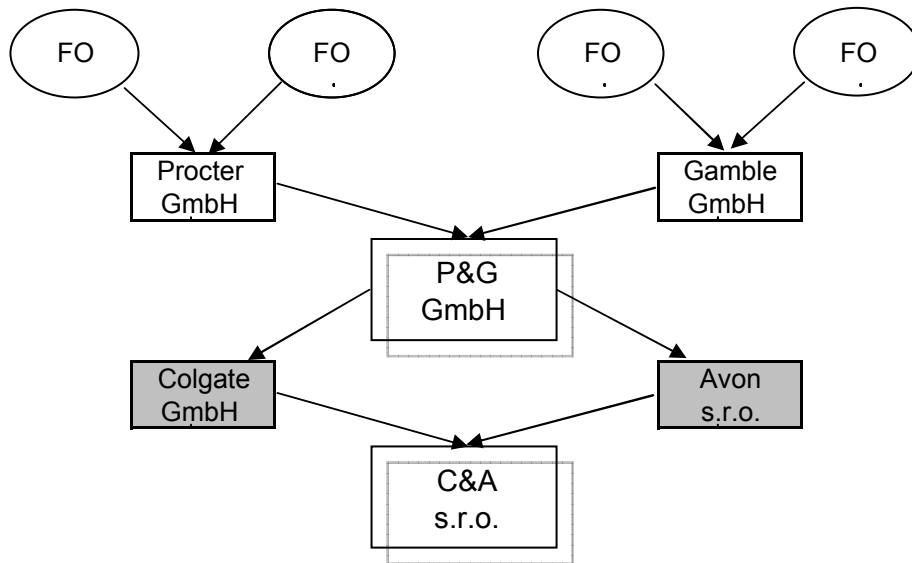 FO
FO
.
FO
.
FO
.
Procter
GmbH
Gamble
GmbH
P&G
GmbH
Colgate
GmbH
Avon
s.r.o.
C&A
s.r.o.